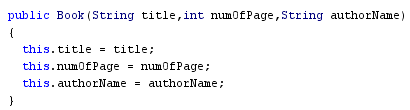 public Book(String title,int numOfPage,String authorName)
{
  this.title = title;
  this.numOfPage = numOfPage;
  this.authorName = authorName;
}